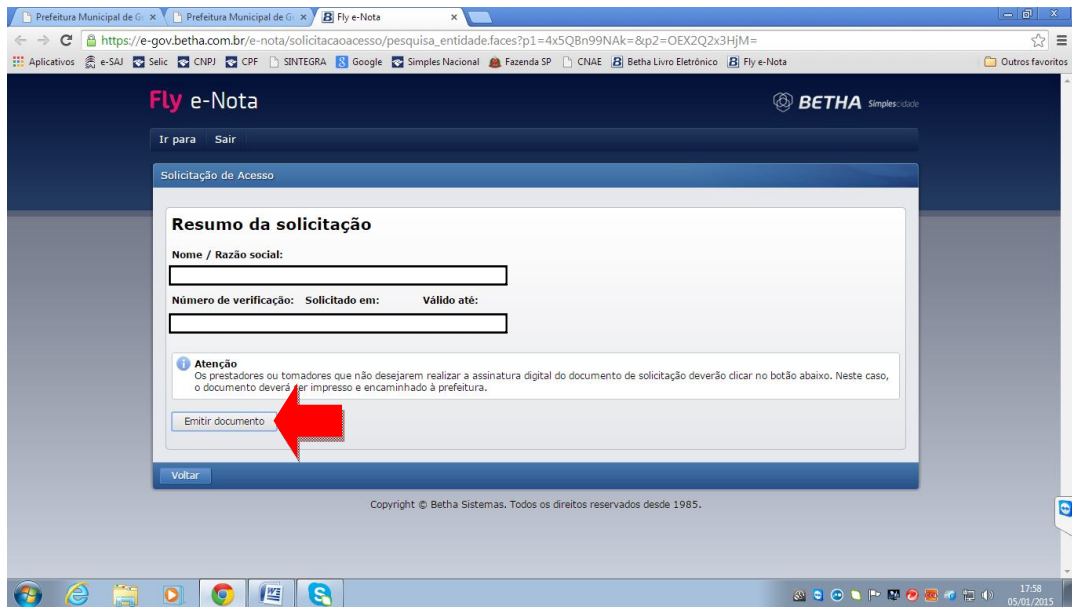 Prefeitura Municipal de G
Prefeitura Municipal de G
Fly e-Nota
https://e-gov.betha.com.br/e-nota/solicitacaoacesso/pesquisa_entidade.faces?p1=4x5QBn99NAk=&p2=OEX2Q2x3HjM=
Aplicativos e-SAJ Selic CNPJ CPF SINTEGRA Google Simples Nacional Fazenda SP CNAE Betha Livro Eletrônico Fly e-Nota Outros favoritos
Fly e-Nota
BETHA Simplescidade
Ir para Sair
Solicitação de Acesso
Resumo da solicitação
Nome / Razão social:
Número de verificação: Solicitado em: Válido até:
Atenção
Os prestadores ou tomadores que não desejarem realizar a assinatura digital do documento de solicitação deverão clicar no botão abaixo. Neste caso,
o documento deverá ser impresso e encaminhado à prefeitura.
Emitir documento
Voltar
Copyright © Betha Sistemas. Todos os direitos reservados desde 1985.
17:58
05/01/2015